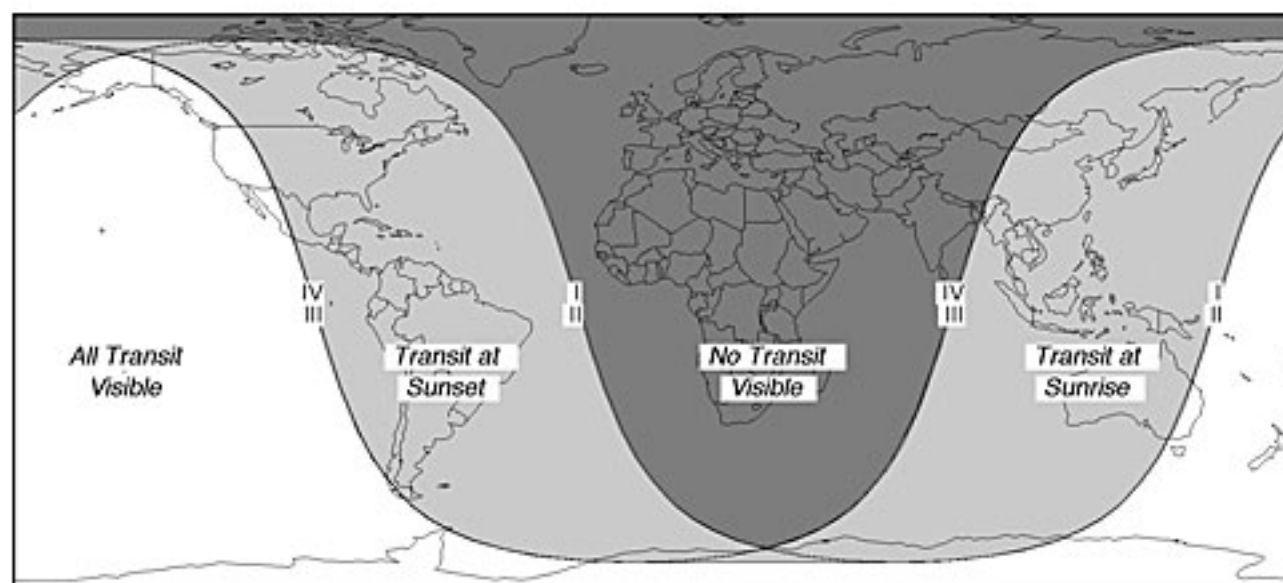 IV
III
I
II
IV
III
I
II
All Transit
Visible
Transit at
Sunset
No Transit
Visible
Transit at
Sunrise